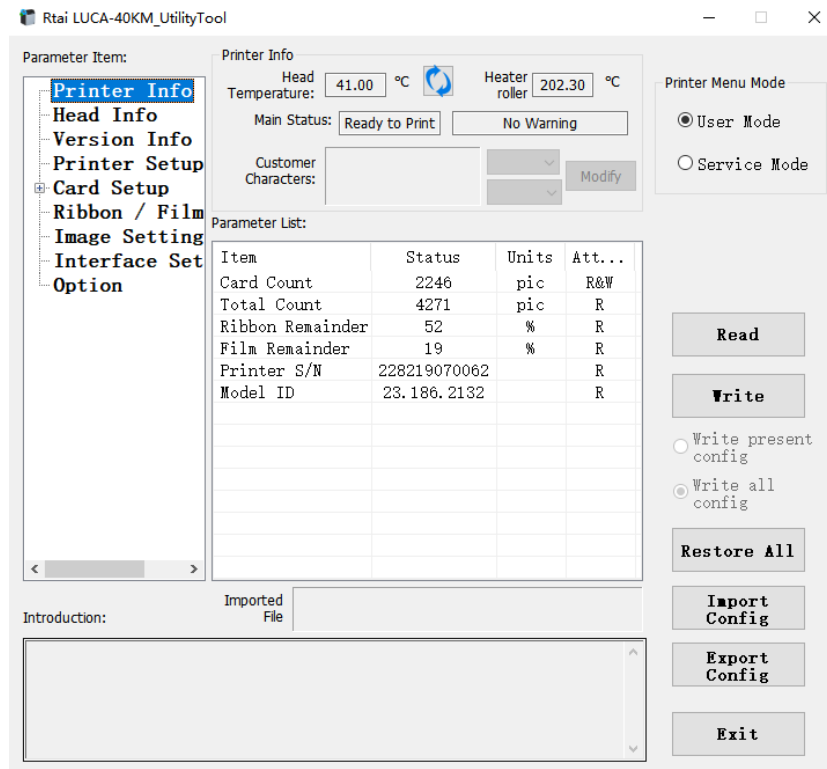 Rtai LUCA-40KM_UtilityTool
Parameter Item:
Printer Info
Head Info
Version Info
Printer Setup
Card Setup
Ribbon / Film
Image Setting
Interface Set
Option
Printer Info
Head Temperature: 41.00 ℃
Heater roller 202.30 ℃
Main Status: Ready to Print No Warning
Customer Characters:
Modify
Parameter List:
Item Status Units Att...
Card Count 2246 pic R&W
Total Count 4271 pic R
Ribbon Remainder 52 % R
Film Remainder 19 % R
Printer S/N 228219070062 R
Model ID 23.186.2132 R
Printer Menu Mode
User Mode
Service Mode
Read
Write
Write present
config
Write all
config
Restore All
Import
Config
Export
Config
Exit
Imported
File
Introduction: